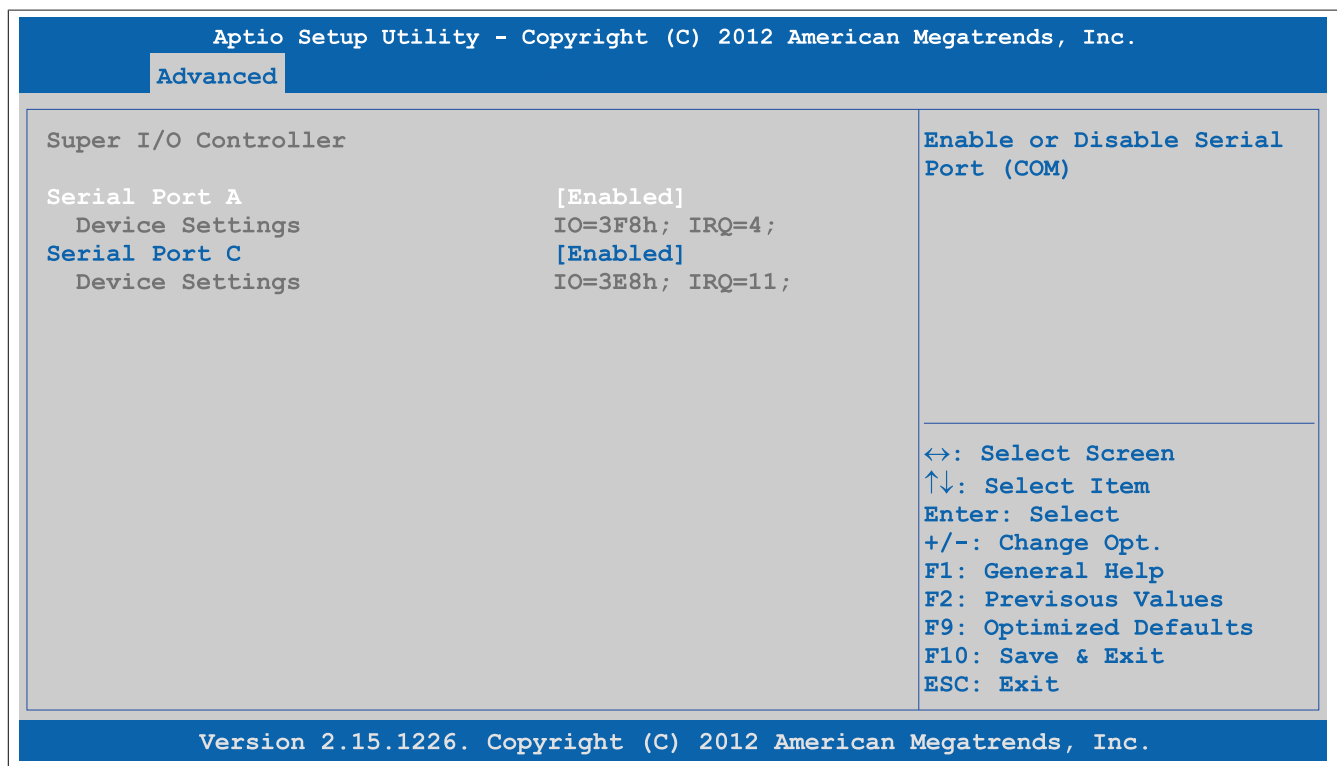 Aptio Setup Utility - Copyright (C) 2012 American Megatrends, Inc.
Advanced
Super I/O Controller
Serial Port A [Enabled]
Device Settings IO=3F8h; IRQ=4;
Serial Port C [Enabled]
Device Settings IO=3E8h; IRQ=11;
Enable or Disable Serial
Port (COM)
↔: Select Screen
↑↓: Select Item
Enter: Select
+/-: Change Opt.
F1: General Help
F2: Previsous Values
F9: Optimized Defaults
F10: Save & Exit
ESC: Exit
Version 2.15.1226. Copyright (C) 2012 American Megatrends, Inc.